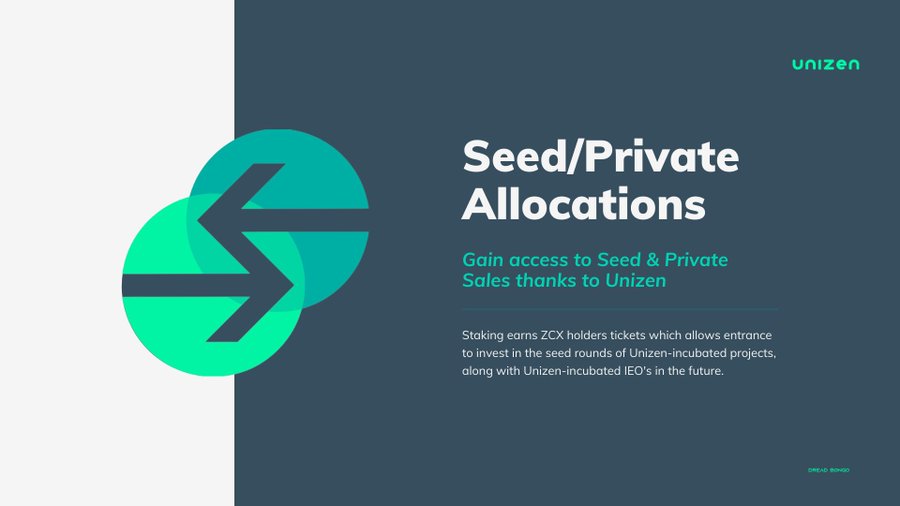 unizen
Seed/Private
Allocations
Gain access to Seed & Private
Sales thanks to Unizen
Staking earns ZCX holders tickets which allows entrance
to invest in the seed rounds of Unizen-incubated projects,
along with Unizen-incubated IEO's in the future.
DREAD BONGO